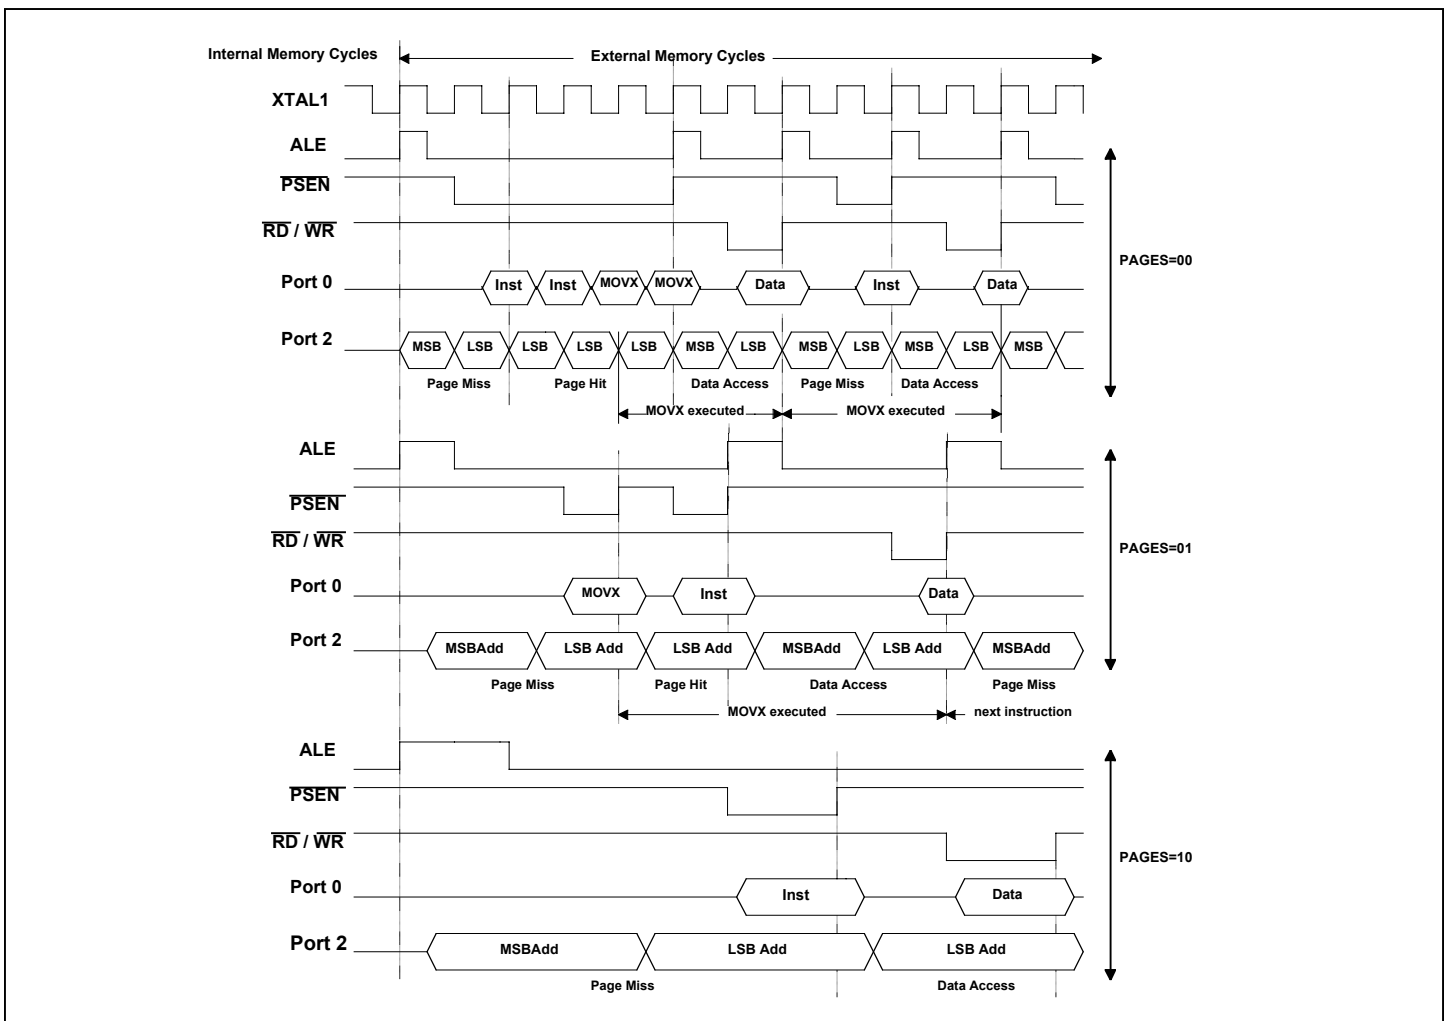 Internal Memory Cycles External Memory Cycles
XTAL1
ALE
PSEN
RD / WR
PAGES=00
Port 0 Inst Inst MOVX MOVX Data Inst Data
Port 2 MSB LSB LSB LSB LSB MSB LSB MSB LSB MSB LSB MSB
Page Miss Page Hit Data Access Page Miss Data Access
MOVX executed MOVX executed
ALE
PSEN
RD / WR
PAGES=01
Port 0 MOVX Inst Data
Port 2 MSBAdd LSB Add LSB Add MSBAdd LSB Add MSBAdd
Page Miss Page Hit Data Access Page Miss
MOVX executed next instruction
ALE
PSEN
RD / WR
PAGES=10
Port 0 Inst Data
Port 2 MSBAdd LSB Add LSB Add
Page Miss Data Access